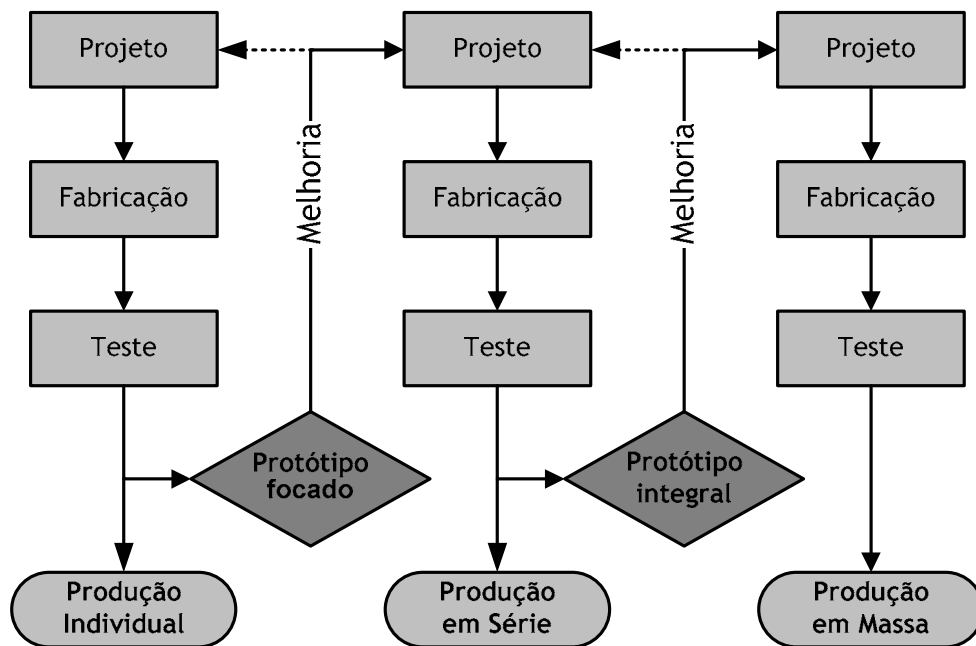 Projeto
Projeto
Projeto
Melhoria
Melhoria
Fabricação
Fabricação
Fabricação
Teste
Teste
Teste
Protótipo
focado
Protótipo
integral
Produção
Individual
Produção
em Série
Produção
em Massa